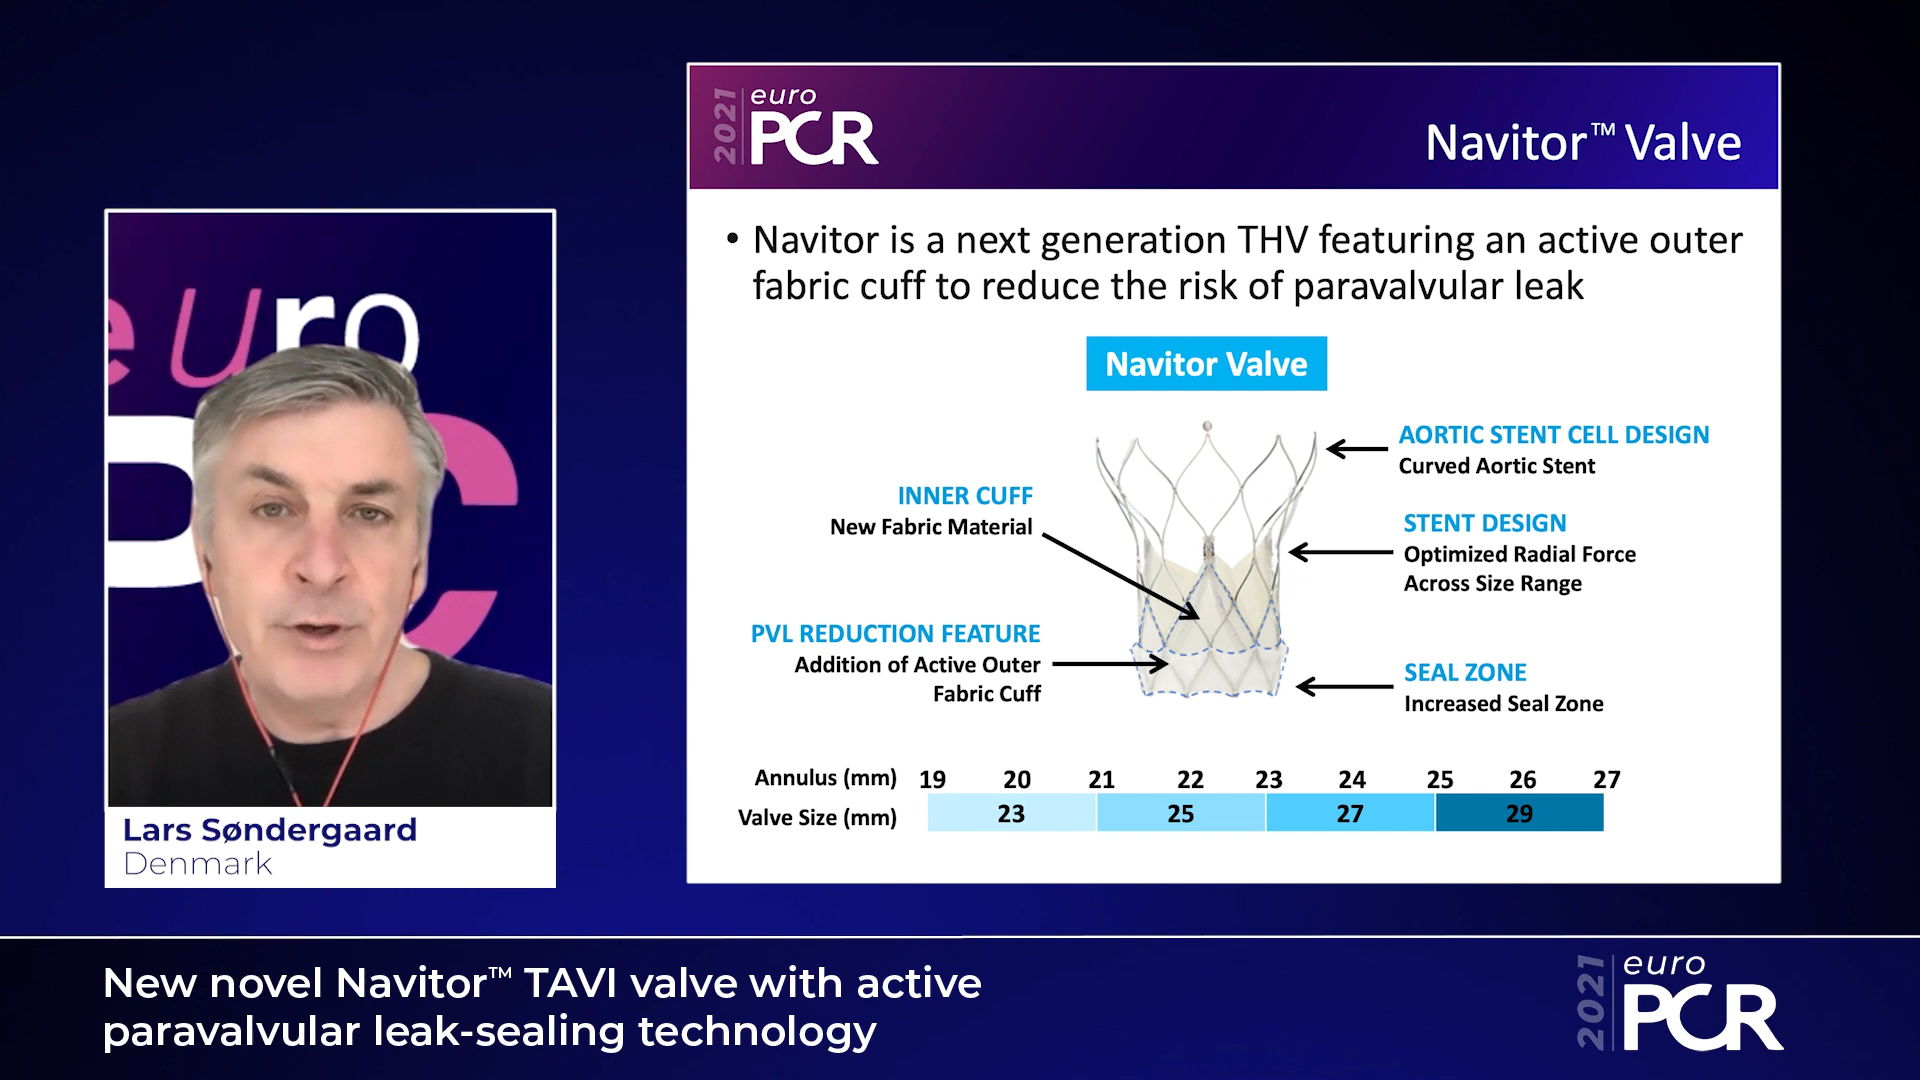 2021 euro PCR
Navitor™ Valve
• Navitor is a next generation THV featuring an active outer
fabric cuff to reduce the risk of paravalvular leak
Navitor Valve
AORTIC STENT CELL DESIGN
Curved Aortic Stent
INNER CUFF
New Fabric Material
STENT DESIGN
Optimized Radial Force
Across Size Range
PVL REDUCTION FEATURE
Addition of Active Outer
Fabric Cuff
SEAL ZONE
Increased Seal Zone
Annulus (mm) 19 20 21 22 23 24 25 26 27
Valve Size (mm) 23 25 27 29
euro
PC
Lars Søndergaard
Denmark
New novel Navitor™ TAVI valve with active
paravalvular leak-sealing technology
2021 euro PCR